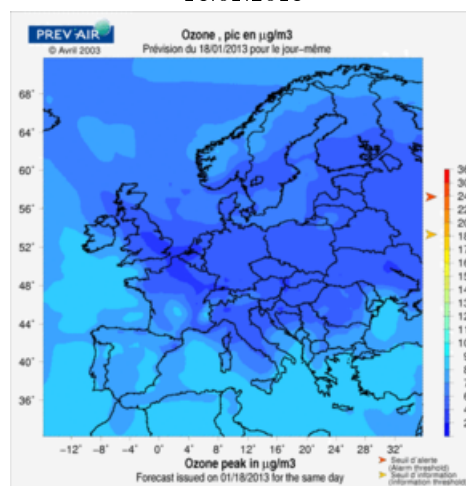 PREV'AIR
© Avril 2003
Ozone , pic en µg/m3
Prévision du 18/01/2013 pour le jour−même
68°
64°
60°
56°
52°
48°
44°
40°
36°
−12° −8° −4° 0° 4° 8° 12° 16° 20° 24° 28° 32°
Ozone peak in µg/m3
Forecast issued on 01/18/2013 for the same day
Seuil d'alerte
(Alarm threshold)
Seuil d'information
(Information threshold)